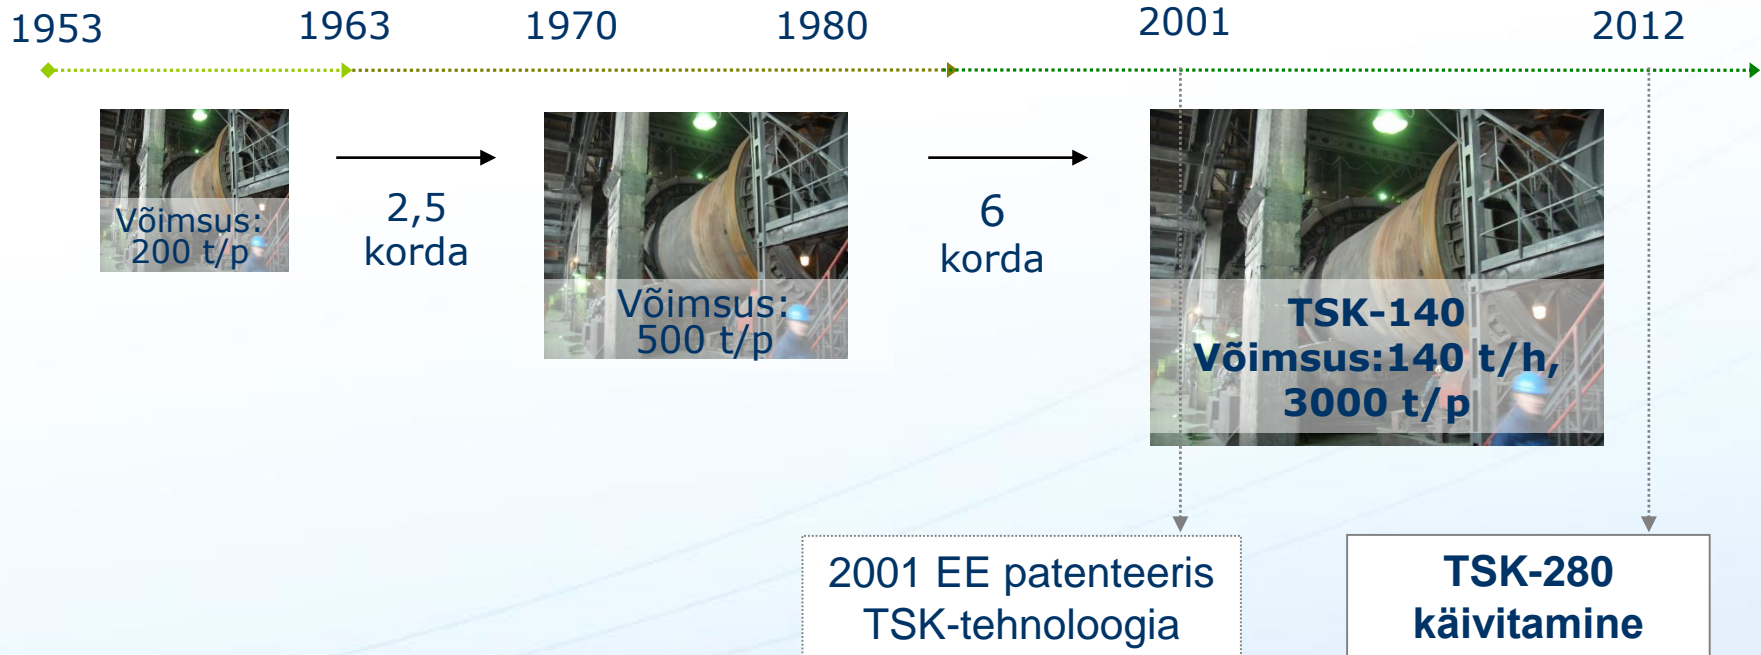 1953
1963
1970
1980
2001
2012
Võimsus:
200 t/p
2,5
korda
Võimsus:
500 t/p
6
korda
TSK-140
Võimsus:140 t/h,
3000 t/p
2001 EE patenteeris
TSK-tehnoloogia
TSK-280
käivitamine